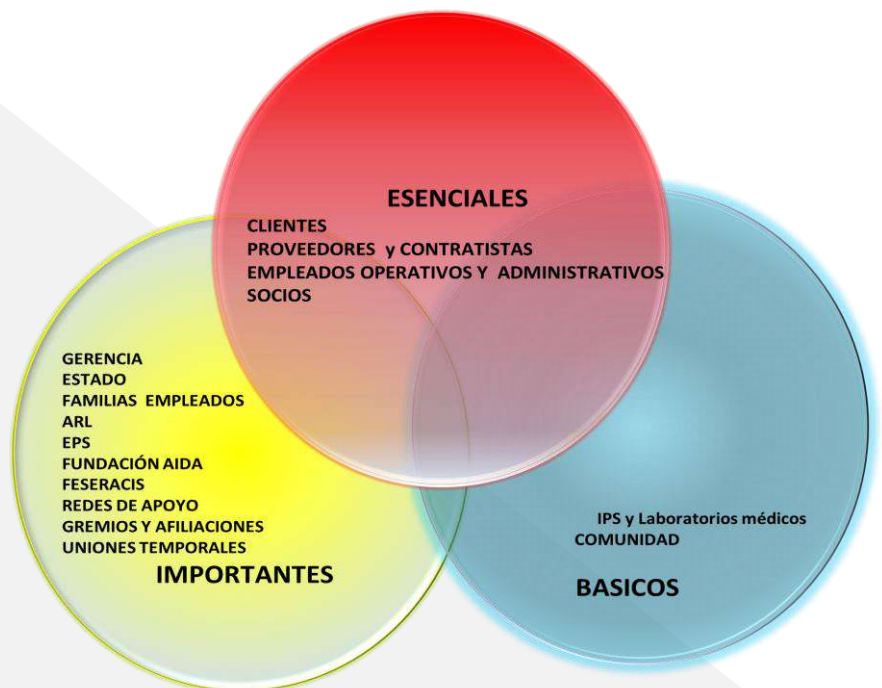 ESENCIALES
CLIENTES
PROVEEDORES y CONTRATISTAS
EMPLEADOS OPERATIVOS Y ADMINISTRATIVOS
SOCIOS
GERENCIA
ESTADO
FAMILIAS EMPLEADOS
ARL
EPS
FUNDACIÓN AIDA
FESERACIS
REDES DE APOYO
GREMIOS Y AFILIACIONES
UNIONES TEMPORALES
IMPORTANTES
IPS y Laboratorios médicos
COMUNIDAD
BASICOS